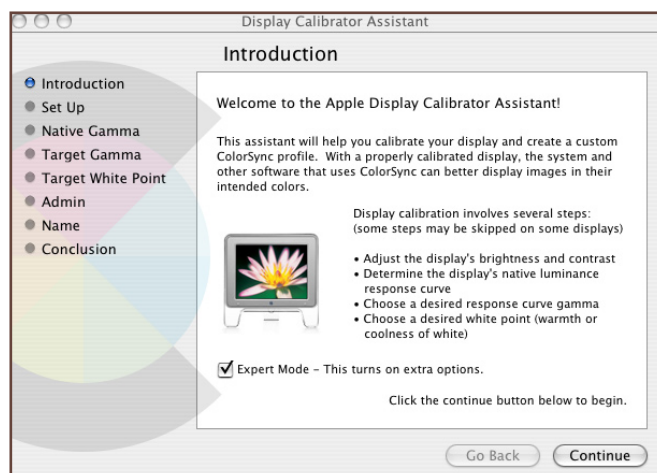 Display Calibrator Assistant
Introduction
Introduction
Set Up
Native Gamma
Target Gamma
Target White Point
Admin
Name
Conclusion
Welcome to the Apple Display Calibrator Assistant!
This assistant will help you calibrate your display and create a custom
ColorSync profile. With a properly calibrated display, the system and
other software that uses ColorSync can better display images in their
intended colors.
Display calibration involves several steps:
(some steps may be skipped on some displays)
• Adjust the display's brightness and contrast
• Determine the display's native luminance
response curve
• Choose a desired response curve gamma
• Choose a desired white point (warmth or
coolness of white)
Expert Mode – This turns on extra options.
Click the continue button below to begin.
Go Back
Continue